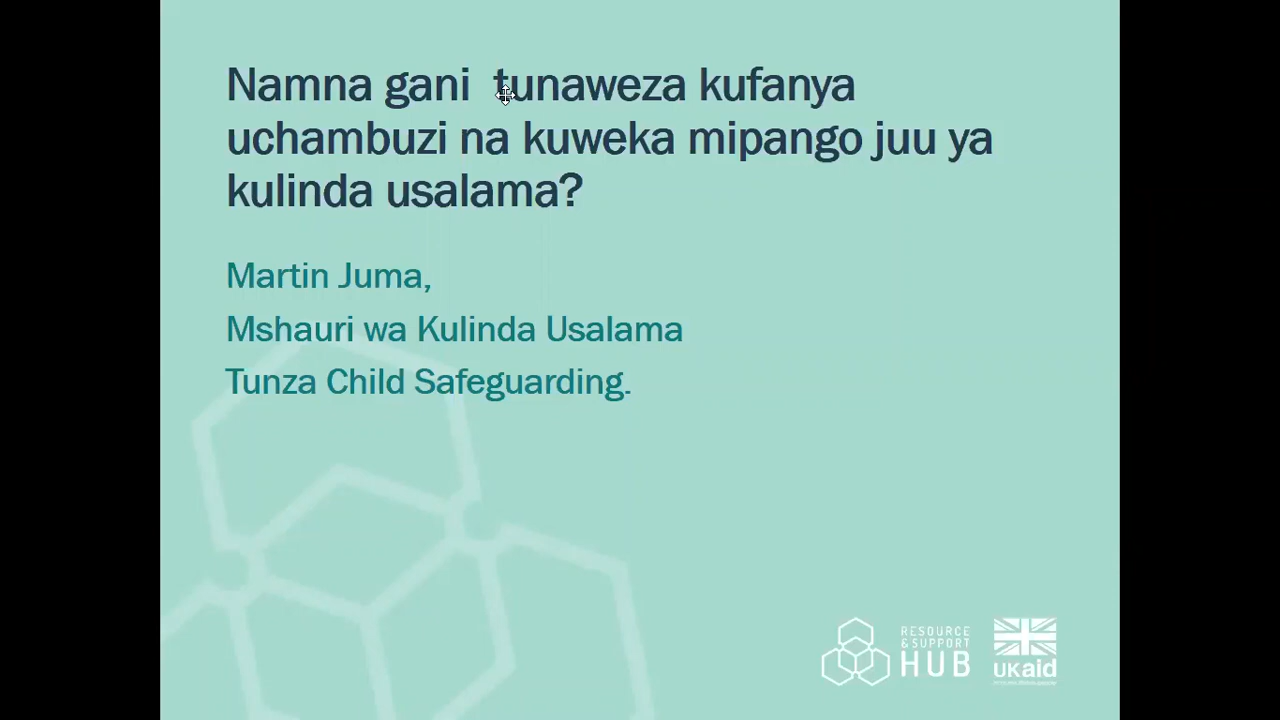 Namna gani tunaweza kufanya
uchambuzi na kuweka mipango juu ya
kulinda usalama?
Martin Juma,
Mshauri wa Kulinda Usalama
Tunza Child Safeguarding.
RESOURCE
& SUPPORT
HUB
UKaid